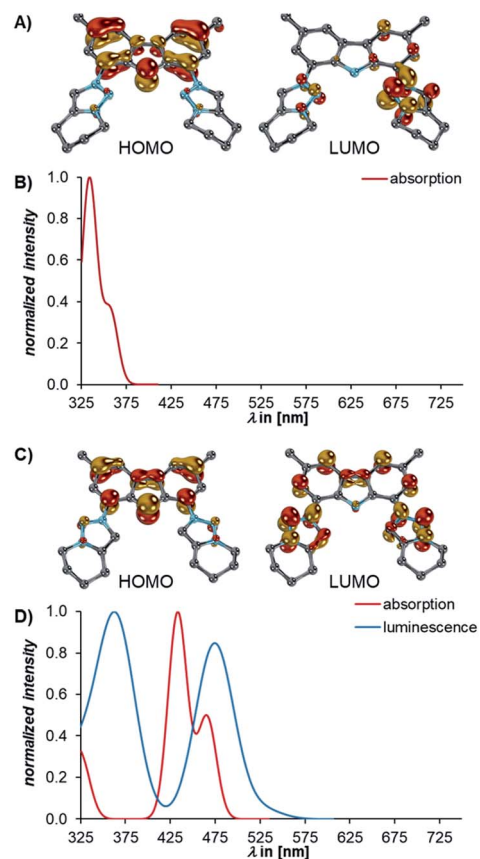 A)
HOMO
LUMO
B)
1.0
0.8
0.6
0.4
0.2
0.0
normalized intensity
absorption
325 375 425 475 525 575 625 675 725
λ in [nm]
C)
HOMO
LUMO
D)
absorption
luminescence
1.0
0.8
0.6
0.4
0.2
0.0
normalized intensity
325 375 425 475 525 575 625 675 725
λ in [nm]